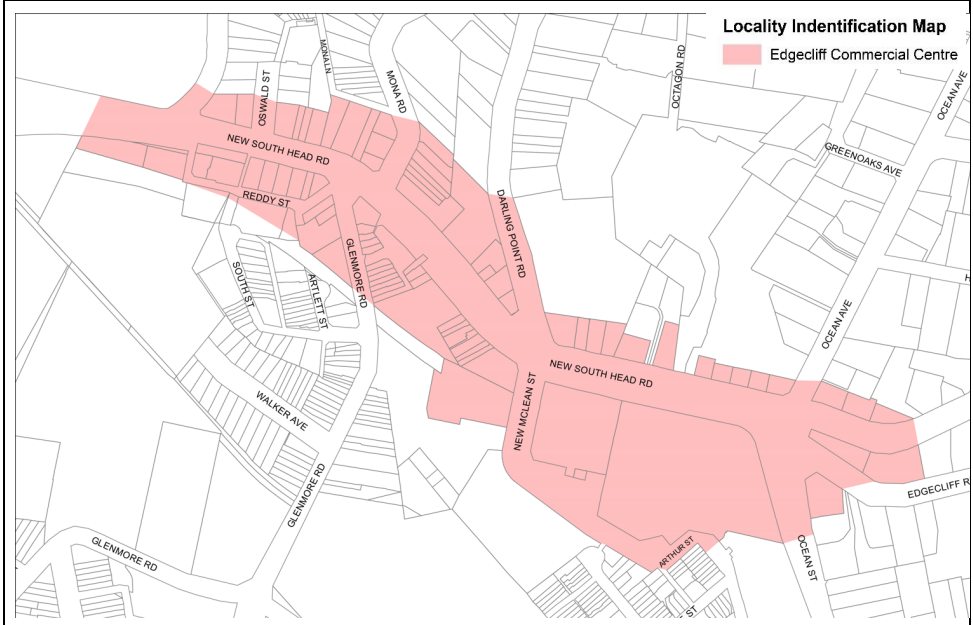 Locality Indentification Map
Edgecliff Commercial Centre
MONA LN
OSWALD ST
MONA RD
OCTAGON RD
OCEAN AVE
GREENOAKS AVE
NEW SOUTH HEAD RD
REDDY ST
DARLING POINT RD
GLENMORE RD
SOUTH ST
ARTLETT ST
H
OCEAN AVE
NEW SOUTH HEAD RD
NEW MCLEAN ST
WALKER AVE
GLENMORE RD
EDGECLIFF R
GLENMORE RD
ARTHUR ST
OCEAN ST
ST